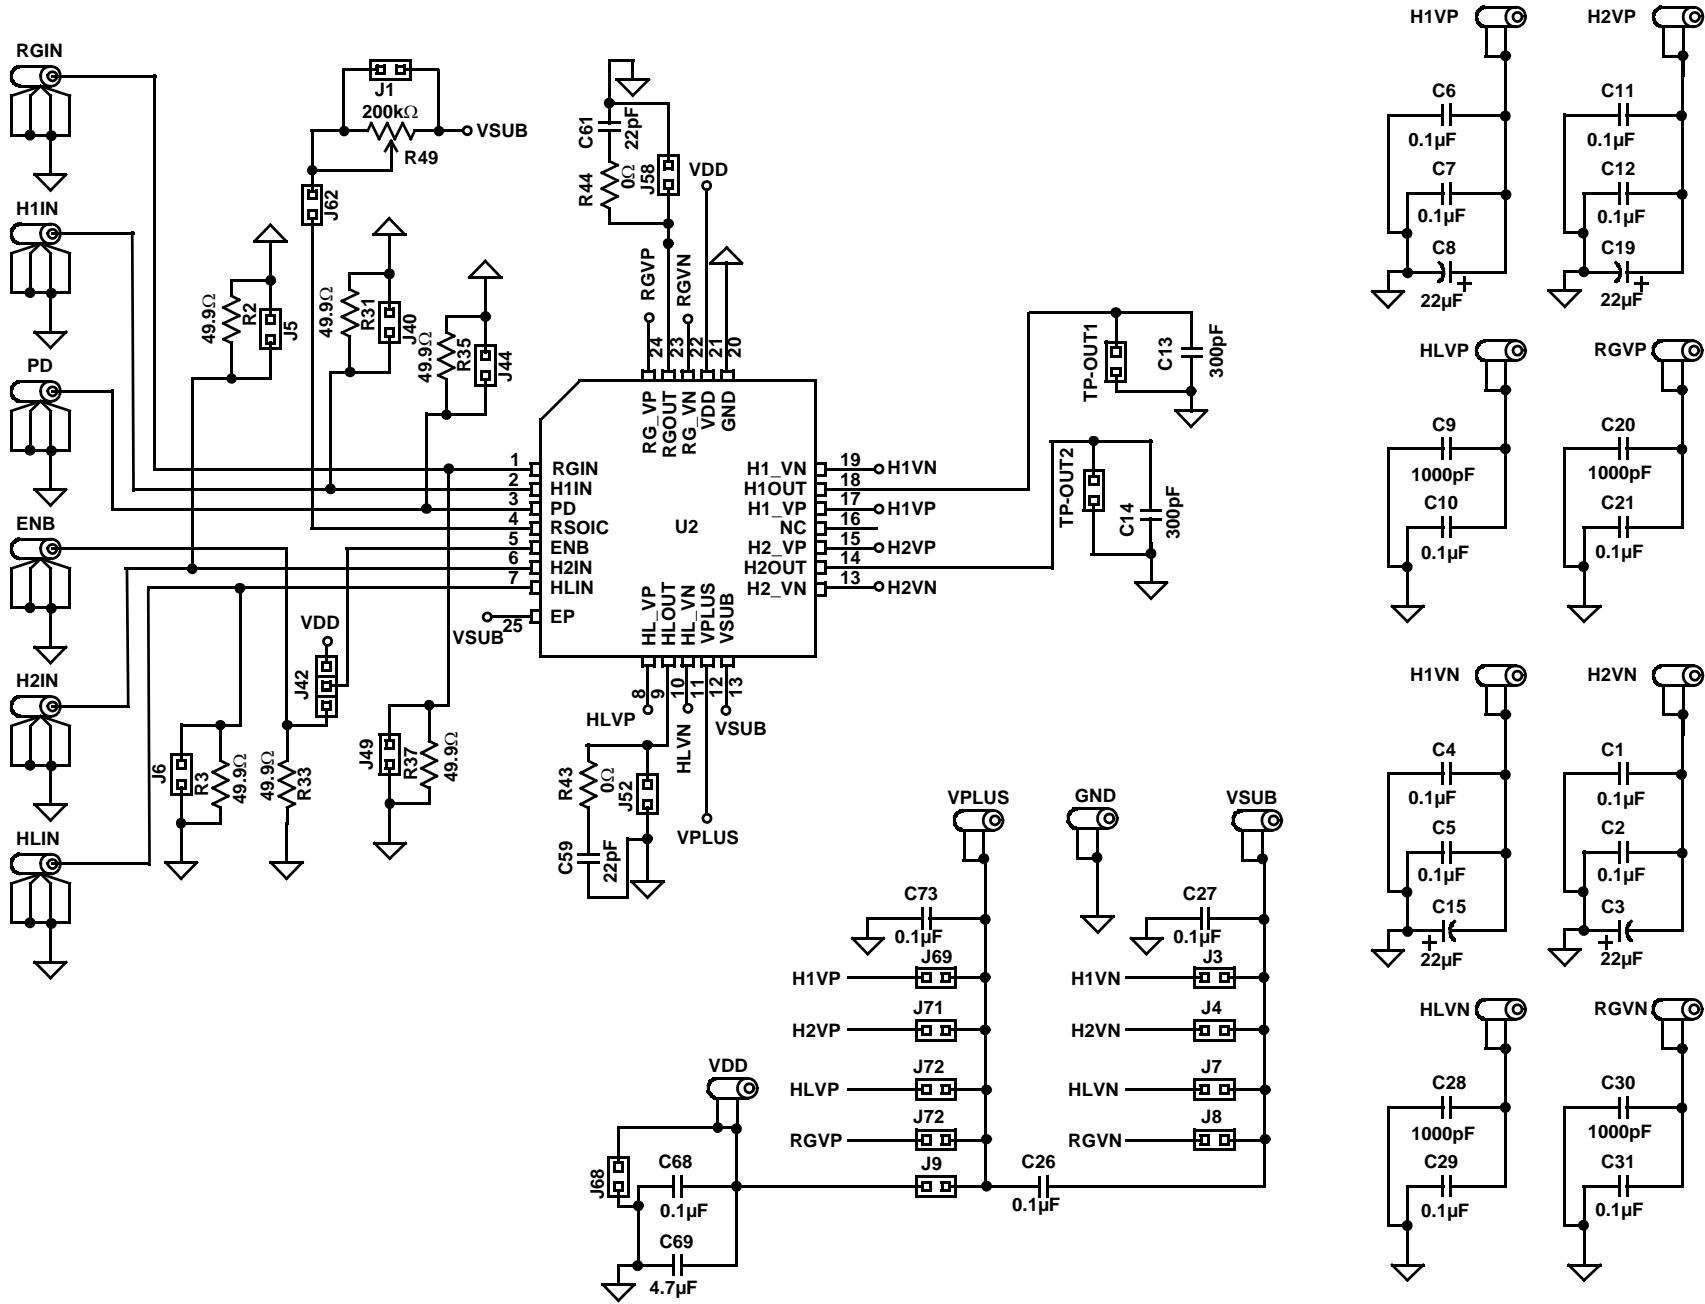 RGIN
H1IN
PD
ENB
H2IN
HLIN
J1
200kΩ
R49
VSUB
J62
49.9Ω
R2
J5
49.9Ω
R31
J40
49.9Ω
R35
J44
C61
22pF
R44
0Ω
J58
VDD
RGVP
RGVN
24
23
22
21
20
RG_VP
RGOUT
RG_VN
VDD
GND
1 RGIN
2 H1IN
3 PD
4 RSOIC
5 ENB
6 H2IN
7 HLIN
25 EP
VSUB
U2
H1_VN 19 H1VN
H1OUT 18
H1_VP 17 H1VP
NC 16
H2_VP 15 H2VP
H2OUT 14
H2_VN 13 H2VN
HL_VP
HLOUT
HL_VN
VPLUS
VSUB
8
9
10
11
12
13
HLVP
HLVN
VPLUS
VSUB
TP-OUT1
C13
300pF
TP-OUT2
C14
300pF
VDD
J42
J6
R3
49.9Ω
49.9Ω
R33
J49
R37
49.9Ω
R43
0Ω
J52
C59
22pF
VPLUS
GND
VSUB
C73
0.1µF
H1VP J69
H2VP J71
HLVP J72
RGVP J72
J9
C27
0.1µF
H1VN J3
H2VN J4
HLVN J7
RGVN J8
C26
0.1µF
VDD
J68
C68
0.1µF
C69
4.7µF
H1VP
C6
0.1µF
C7
0.1µF
C8
+
22µF
H2VP
C11
0.1µF
C12
0.1µF
C19
+
22µF
HLVP
C9
1000pF
C10
0.1µF
RGVP
C20
1000pF
C21
0.1µF
H1VN
C4
0.1µF
C5
0.1µF
C15
+
22µF
H2VN
C1
0.1µF
C2
0.1µF
C3
+
22µF
HLVN
C28
1000pF
C29
0.1µF
RGVN
C30
1000pF
C31
0.1µF